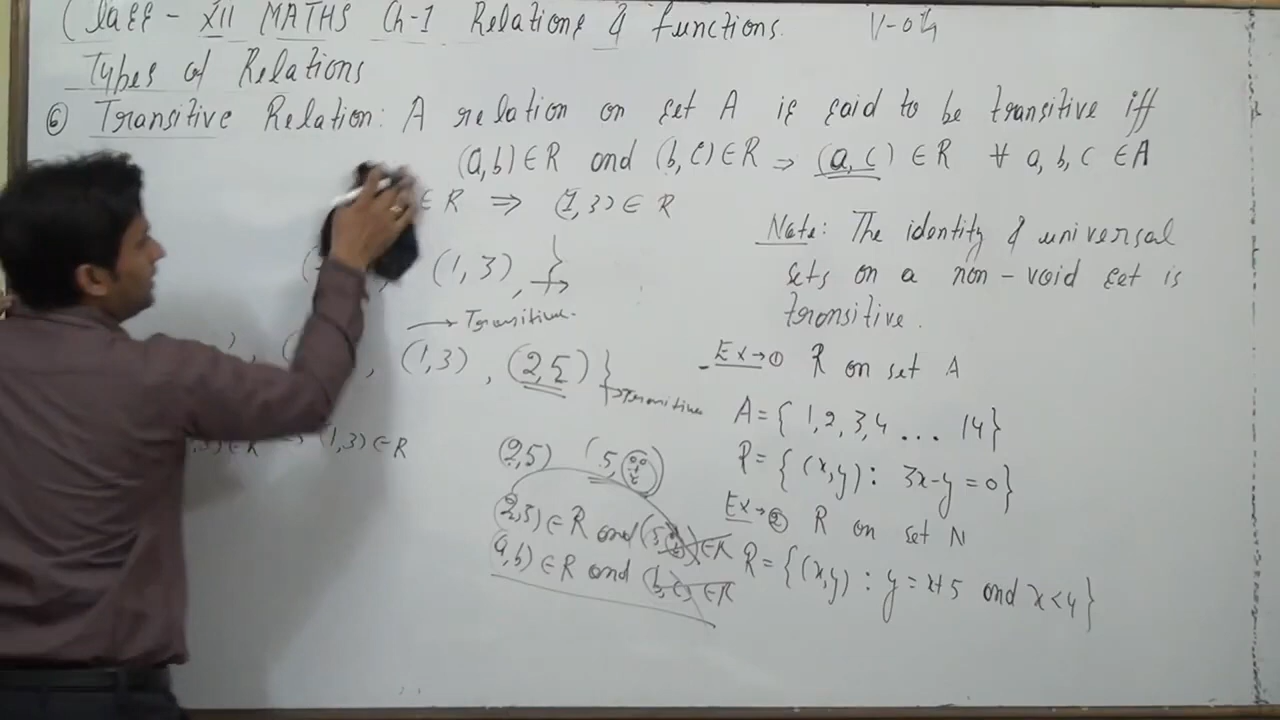 Class - XII MATHS Ch-1 Relations & functions. V-04
Types of Relations
⑥ Transitive Relation: A relation on set A is said to be transitive iff
(a,b)∈R and (b,c)∈R ⇒ (a,c) ∈ R ∀ a,b,c ∈A
∈ R ⇒ (1,3) ∈ R
(1,3) , }
→ Transitive.
, (1,3) , (2,5) } → Transitive
∈R (1,3)∈R
(2,5) (5,
(2,5)∈R and (5, )∈R
(a,b)∈R and (b,c)∈R
Note: The identity & universal
sets on a non-void set is
transitive.
Ex→① R on set A
A={ 1,2,3,4 ... 14}
R={ (x,y): 3x-y=0}
Ex→② R on set N
R={(x,y) : y=x+5 and x<4}